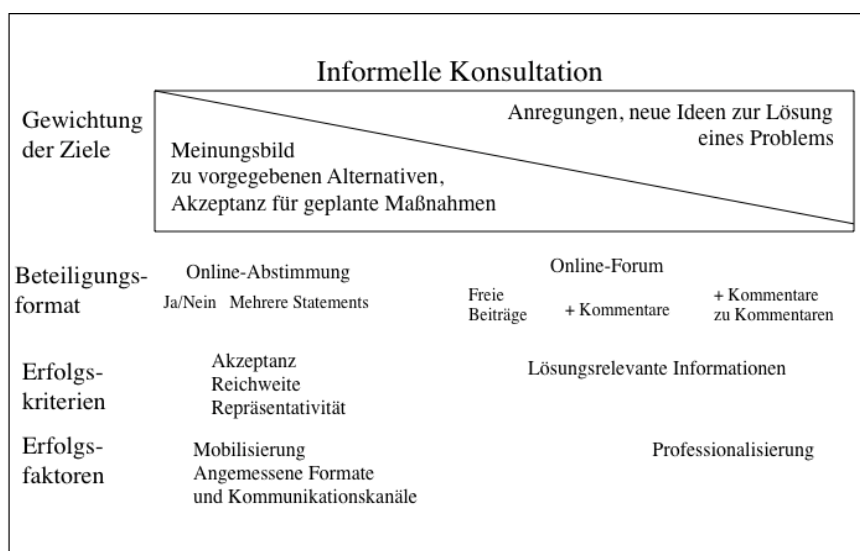 Informelle Konsultation
Gewichtung
der Ziele
Anregungen, neue Ideen zur Lösung
eines Problems
Meinungsbild
zu vorgegebenen Alternativen,
Akzeptanz für geplante Maßnahmen
Beteiligungs-
format
Online-Abstimmung
Ja/Nein Mehrere Statements
Online-Forum
Freie
Beiträge
+ Kommentare
+ Kommentare
zu Kommentaren
Erfolgs-
kriterien
Akzeptanz
Reichweite
Repräsentativität
Lösungsrelevante Informationen
Erfolgs-
faktoren
Mobilisierung
Angemessene Formate
und Kommunikationskanäle
Professionalisierung